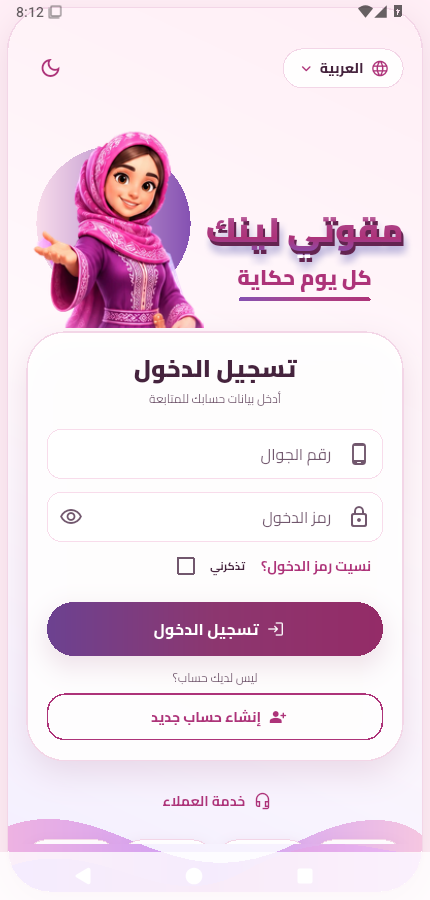 8:12
العربية
مقوتي لينك
كل يوم حكاية
تسجيل الدخول
أدخل بيانات حسابك للمتابعة
رقم الجوال
رمز الدخول
نسيت رمز الدخول؟ تذكرني
تسجيل الدخول
ليس لديك حساب؟
إنشاء حساب جديد
خدمة العملاء